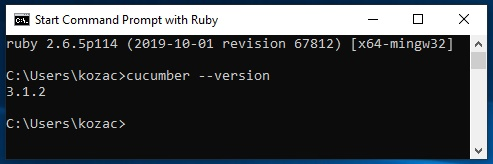 Start Command Prompt with Ruby
ruby 2.6.5p114 (2019-10-01 revision 67812) [x64-mingw32]
C:\Users\kozac>cucumber --version
3.1.2
C:\Users\kozac>